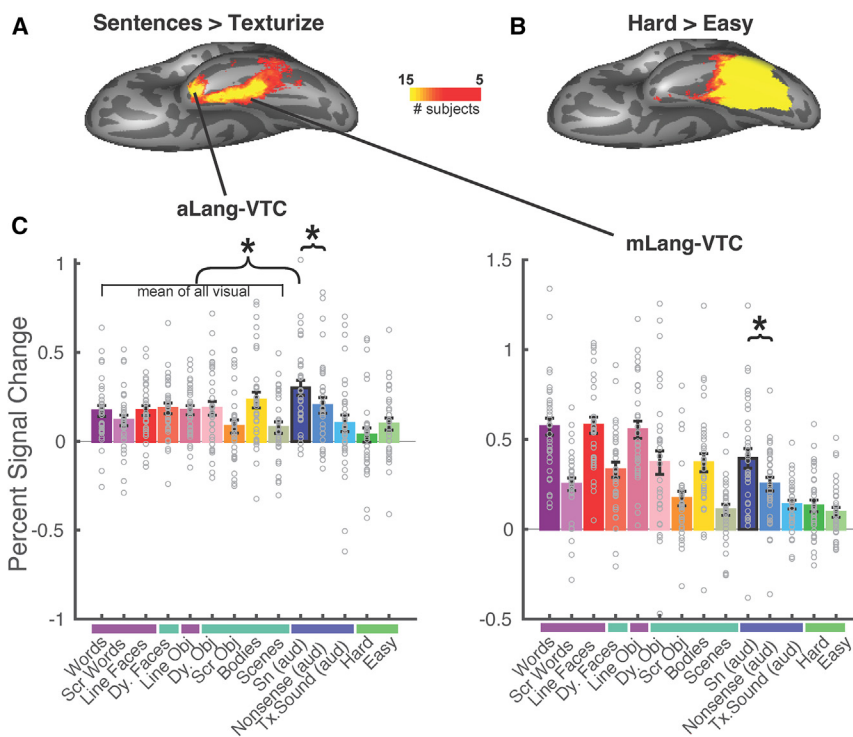 A
Sentences > Texturize
B
Hard > Easy
15 5
# subjects
aLang-VTC
mLang-VTC
C
Percent Signal Change
1
0.5
0
-0.5
-1
mean of all visual
*
*
Words
Scr Words
Line Faces
Dy. Faces
Line Obj
Dy. Obj
Scr Obj
Bodies
Scenes
Sn (aud)
Nonsense (aud)
Tx.Sound (aud)
Hard
Easy
1.5
1
0.5
0
-0.5
*
Words
Scr Words
Line Faces
Dy. Faces
Line Obj
Dy. Obj
Scr Obj
Bodies
Scenes
Sn (aud)
Nonsense (aud)
Tx.Sound (aud)
Hard
Easy